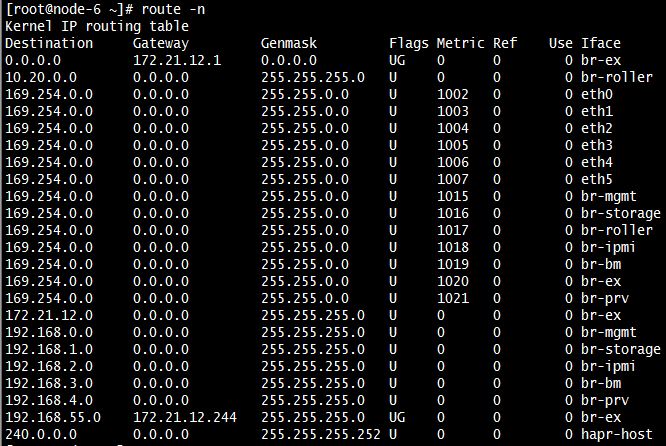 [root@node-6 ~]# route -n
Kernel IP routing table
Destination Gateway Genmask Flags Metric Ref Use Iface
0.0.0.0 172.21.12.1 0.0.0.0 UG 0 0 0 br-ex
10.20.0.0 0.0.0.0 255.255.255.0 U 0 0 0 br-roller
169.254.0.0 0.0.0.0 255.255.0.0 U 1002 0 0 eth0
169.254.0.0 0.0.0.0 255.255.0.0 U 1003 0 0 eth1
169.254.0.0 0.0.0.0 255.255.0.0 U 1004 0 0 eth2
169.254.0.0 0.0.0.0 255.255.0.0 U 1005 0 0 eth3
169.254.0.0 0.0.0.0 255.255.0.0 U 1006 0 0 eth4
169.254.0.0 0.0.0.0 255.255.0.0 U 1007 0 0 eth5
169.254.0.0 0.0.0.0 255.255.0.0 U 1015 0 0 br-mgmt
169.254.0.0 0.0.0.0 255.255.0.0 U 1016 0 0 br-storage
169.254.0.0 0.0.0.0 255.255.0.0 U 1017 0 0 br-roller
169.254.0.0 0.0.0.0 255.255.0.0 U 1018 0 0 br-ipmi
169.254.0.0 0.0.0.0 255.255.0.0 U 1019 0 0 br-bm
169.254.0.0 0.0.0.0 255.255.0.0 U 1020 0 0 br-ex
169.254.0.0 0.0.0.0 255.255.0.0 U 1021 0 0 br-prv
172.21.12.0 0.0.0.0 255.255.255.0 U 0 0 0 br-ex
192.168.0.0 0.0.0.0 255.255.255.0 U 0 0 0 br-mgmt
192.168.1.0 0.0.0.0 255.255.255.0 U 0 0 0 br-storage
192.168.2.0 0.0.0.0 255.255.255.0 U 0 0 0 br-ipmi
192.168.3.0 0.0.0.0 255.255.255.0 U 0 0 0 br-bm
192.168.4.0 0.0.0.0 255.255.255.0 U 0 0 0 br-prv
192.168.55.0 172.21.12.244 255.255.255.0 UG 0 0 0 br-ex
240.0.0.0 0.0.0.0 255.255.255.252 U 0 0 0 hapr-host